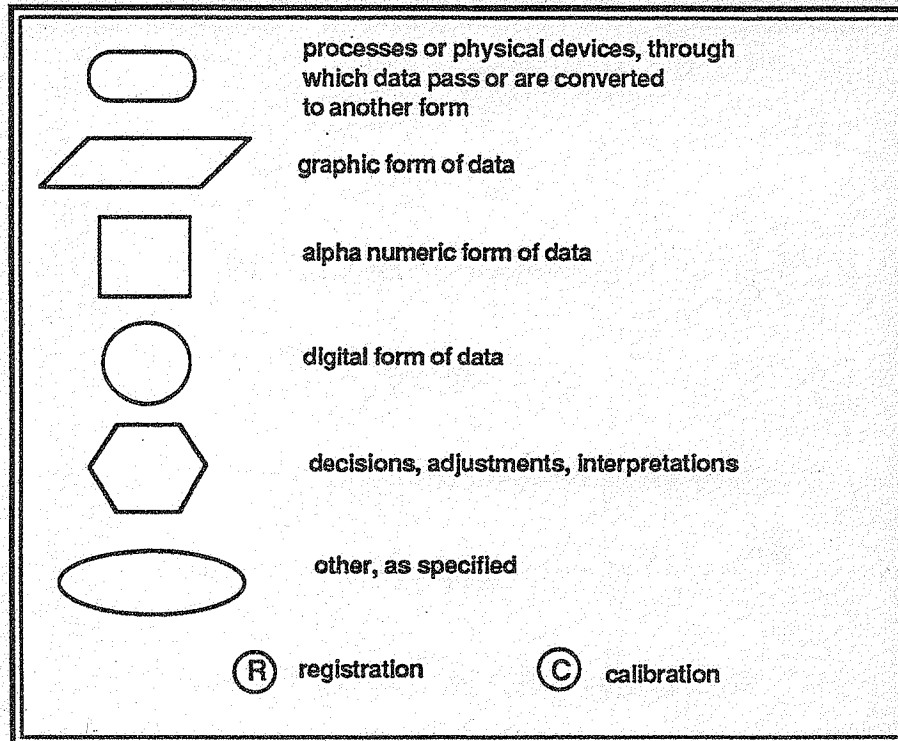 processes or physical devices, through
which data pass or are converted
to another form
graphic form of data
alpha numeric form of data
digital form of data
decisions, adjustments, interpretations
other, as specified
R registration C calibration